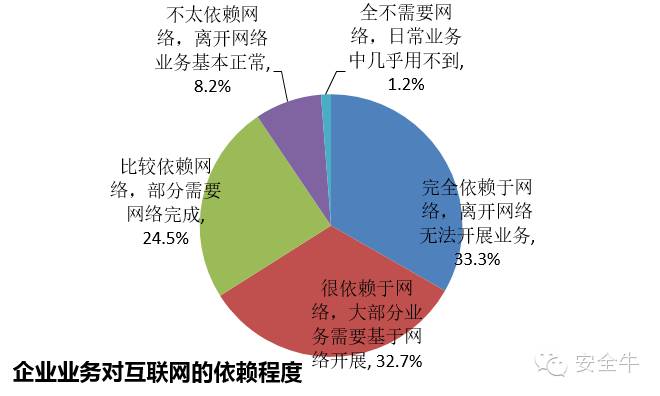 不太依赖网
络，离开网络
业务基本正常,
8.2%
全不需要网
络，日常业务
中几乎用不到,
1.2%
比较依赖网
络，部分需要
网络完成,
24.5%
完全依赖于网
络，离开网络
无法开展业务,
33.3%
很依赖于网
络，大部分业
务需要基于网
络开展, 32.7%
企业业务对互联网的依赖程度
安全牛